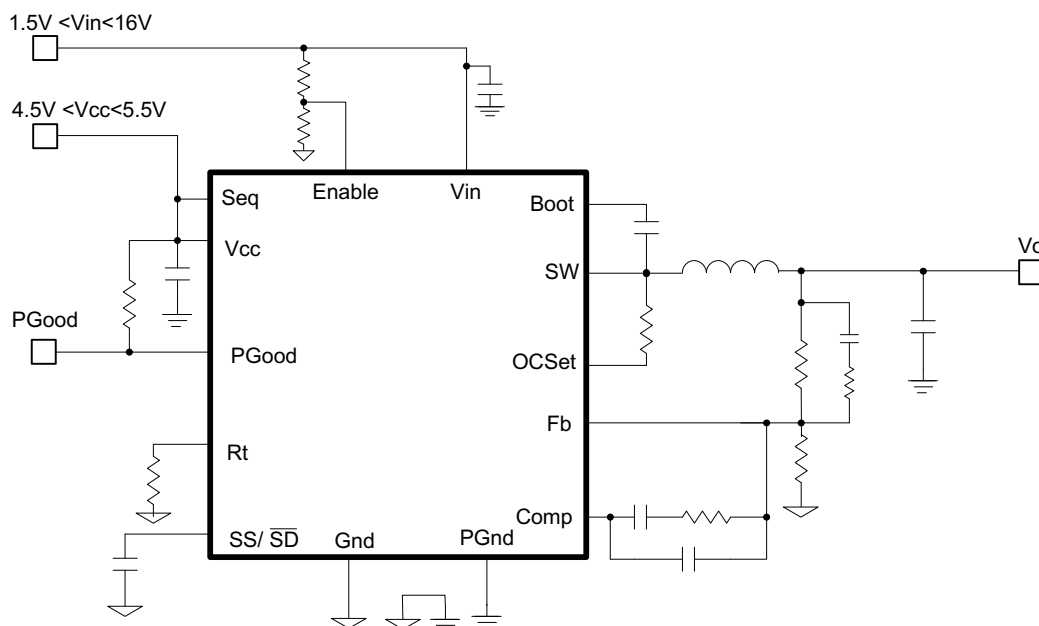 1.5V <Vin<16V
4.5V <Vcc<5.5V
Enable
Vin
Seq
Boot
Vcc
SW
Vo
PGood
PGood
OCSet
Fb
Rt
Comp
SS/ SD
Gnd
PGnd